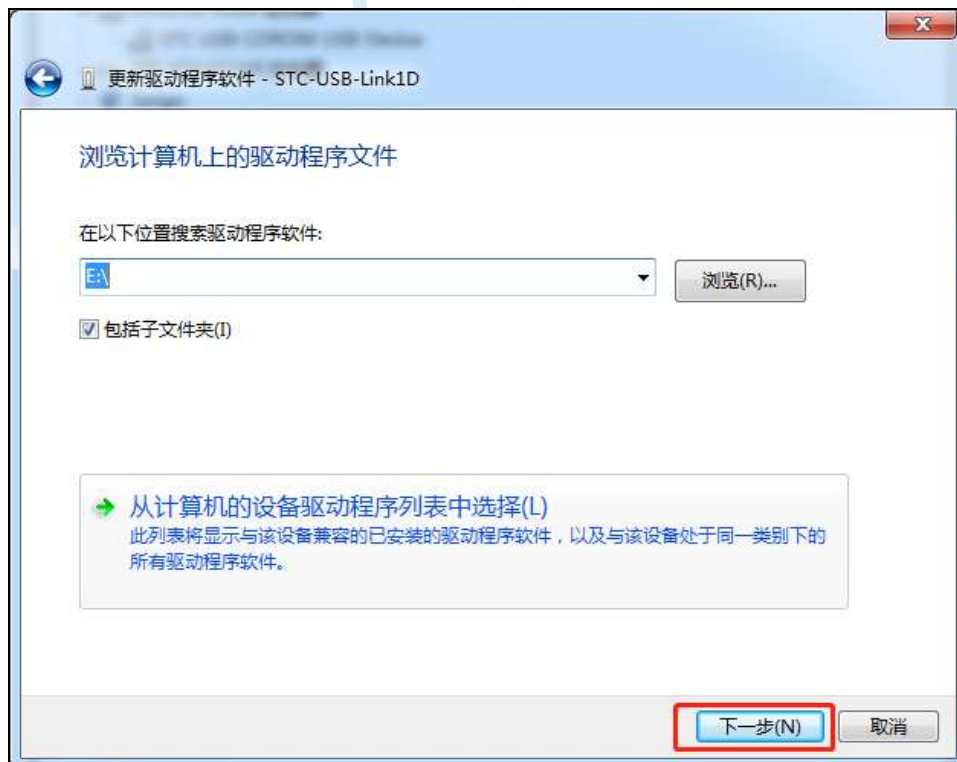 STC USB-CDROM USB Device
更新驱动程序软件 - STC-USB-Link1D
浏览计算机上的驱动程序文件
在以下位置搜索驱动程序软件:
E:\
浏览(R)...
包括子文件夹(I)
从计算机的设备驱动程序列表中选择(L)
此列表将显示与该设备兼容的已安装的驱动程序软件，以及与该设备处于同一类别下的
所有驱动程序软件。
下一步(N)
取消